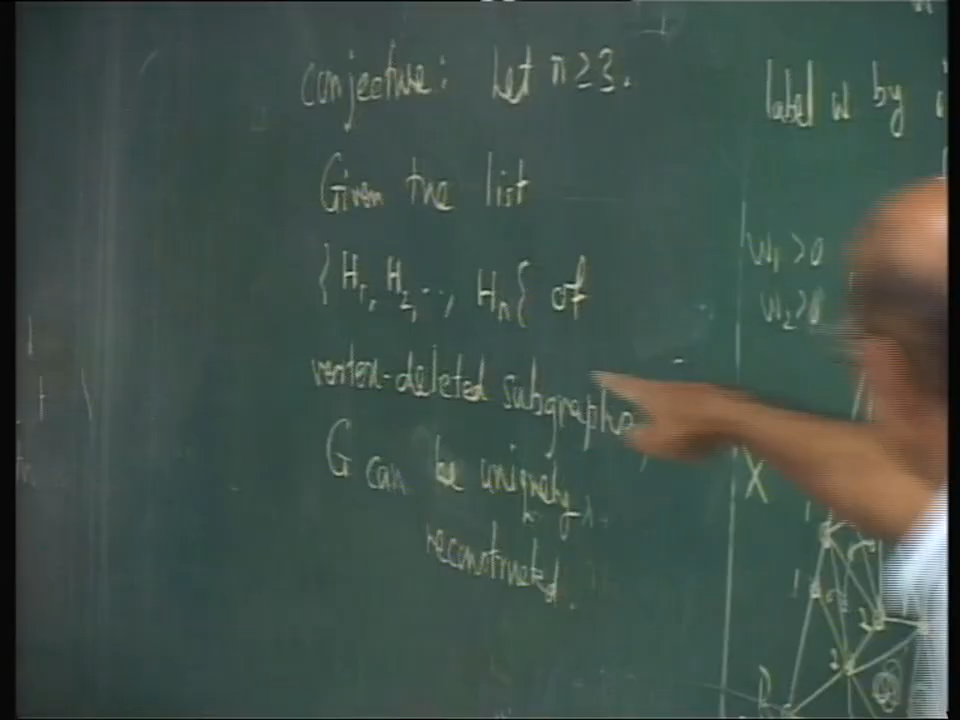 conjecture: Let n ≥ 3.
Given the list
{H₁, H₂, .., Hₙ{ of
vertex-deleted subgraphs
G can be uniquely
reconstructed.
label w by
w₁ > 0
w₂ > 0
X